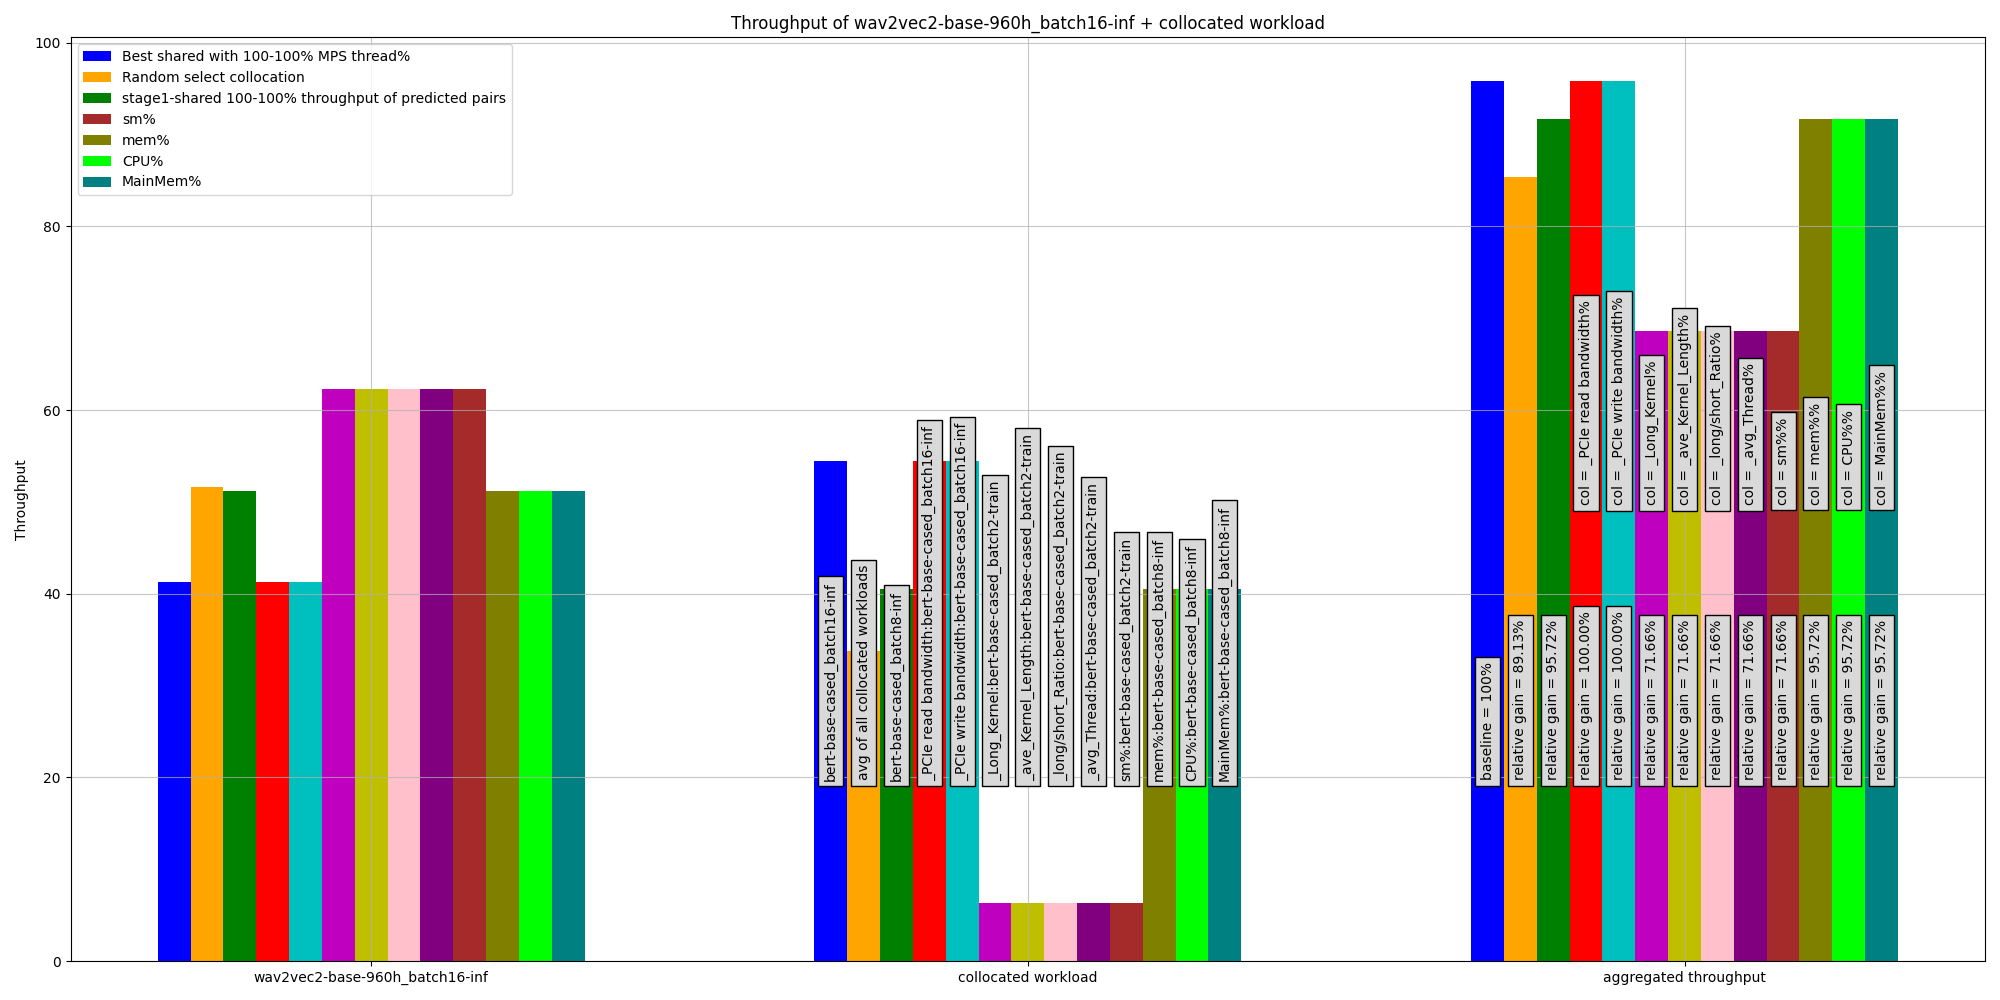 Throughput of wav2vec2-base-960h_batch16-inf + collocated workload
Throughput
100
80
60
40
20
0
Best shared with 100-100% MPS thread%
Random select collocation
stage1-shared 100-100% throughput of predicted pairs
sm%
mem%
CPU%
MainMem%
bert-base-cased_batch16-inf
avg of all collocated workloads
bert-base-cased_batch8-inf
_PCIe read bandwidth:bert-base-cased_batch16-inf
_PCIe write bandwidth:bert-base-cased_batch16-inf
_Long_Kernel:bert-base-cased_batch2-train
_ave_Kernel_Length:bert-base-cased_batch2-train
_long/short_Ratio:bert-base-cased_batch2-train
_avg_Thread:bert-base-cased_batch2-train
sm%:bert-base-cased_batch2-train
mem%:bert-base-cased_batch8-inf
CPU%:bert-base-cased_batch8-inf
MainMem%:bert-base-cased_batch8-inf
col = _PCIe read bandwidth%
col = _PCIe write bandwidth%
col = _Long_Kernel%
col = _ave_Kernel_Length%
col = _long/short_Ratio%
col = _avg_Thread%
col = sm%%
col = mem%%
col = CPU%%
col = MainMem%%
baseline = 100%
relative gain = 89.13%
relative gain = 95.72%
relative gain = 100.00%
relative gain = 100.00%
relative gain = 71.66%
relative gain = 71.66%
relative gain = 71.66%
relative gain = 71.66%
relative gain = 71.66%
relative gain = 95.72%
relative gain = 95.72%
relative gain = 95.72%
wav2vec2-base-960h_batch16-inf
collocated workload
aggregated throughput